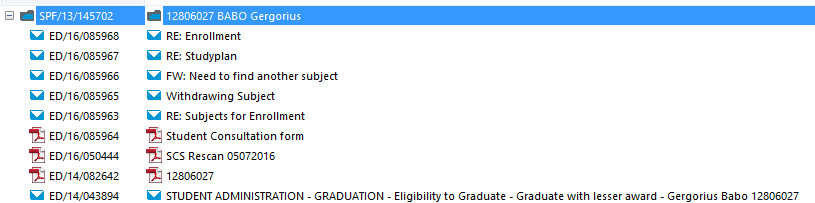 SPF/13/145702 12806027 BABO Gergorius
ED/16/085968 RE: Enrollment
ED/16/085967 RE: Studyplan
ED/16/085966 FW: Need to find another subject
ED/16/085965 Withdrawing Subject
ED/16/085963 RE: Subjects for Enrollment
ED/16/085964 Student Consultation form
ED/16/050444 SCS Rescan 05072016
ED/14/082642 12806027
ED/14/043894 STUDENT ADMINISTRATION - GRADUATION - Eligibility to Graduate - Graduate with lesser award - Gergorius Babo 12806027